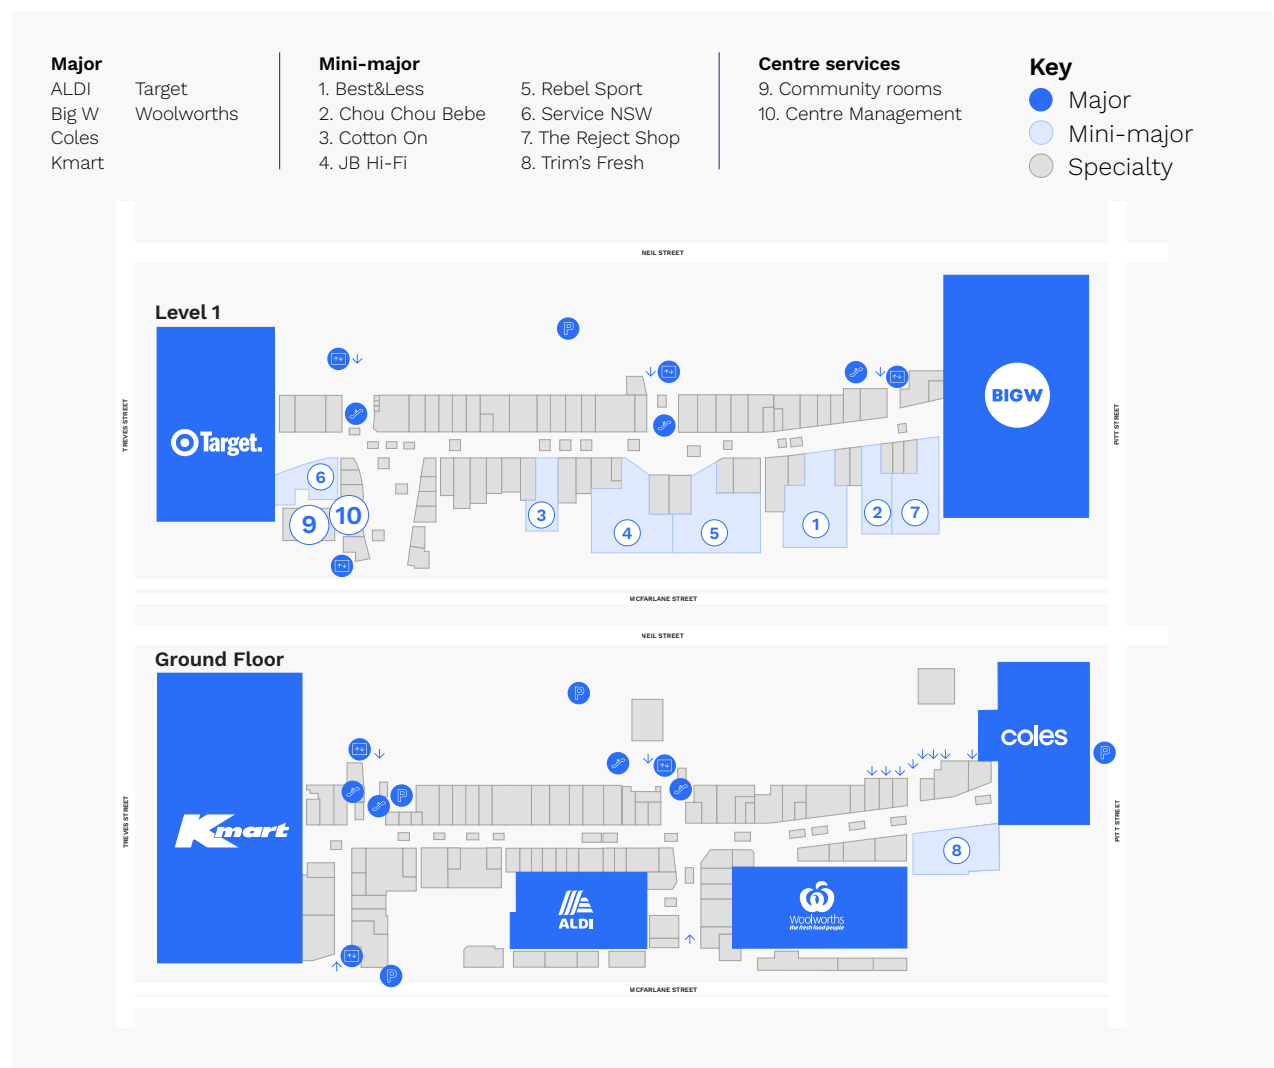 Major
ALDI
Target
Big W
Woolworths
Coles
Kmart
Mini-major
1. Best&Less
2. Chou Chou Bebe
3. Cotton On
4. JB Hi-Fi
5. Rebel Sport
6. Service NSW
7. The Reject Shop
8. Trim's Fresh
Centre services
9. Community rooms
10. Centre Management
Key
Major
Mini-major
Specialty
NEIL STREET
Level 1
P
TREVES STREET
PITT STREET
Target.
BIGW
6
9
10
3
4
5
1
2
7
MCFARLANE STREET
NEIL STREET
Ground Floor
P
coles
P
P
TREVES STREET
PITT STREET
Kmart
8
ALDI
Woolworths
the fresh food people
P
MCFARLANE STREET